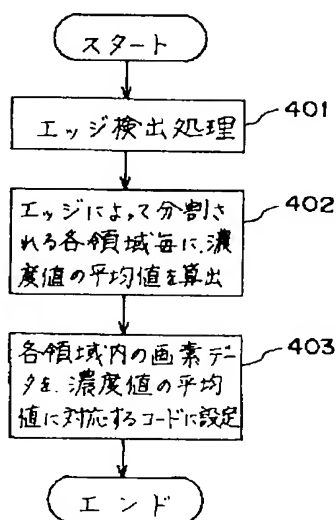 スタート
エッジ検出処理
401
エッジによって分割さ
れる各領域毎に、濃
度値の平均値を算出
402
各領域内の画素デー
タを、濃度値の平均
値に対応するコードに設定
403
エンド